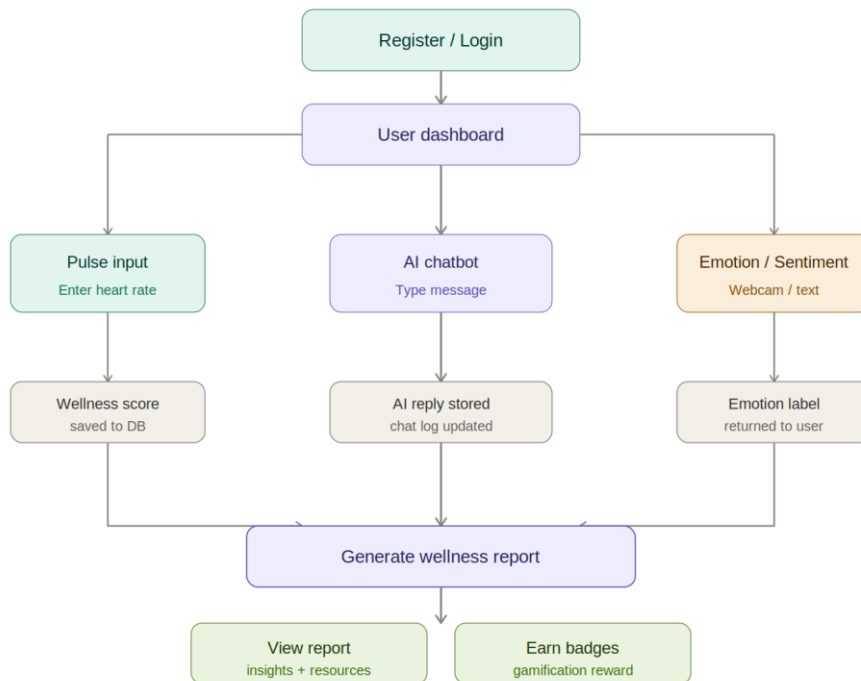 Register / Login
User dashboard
Pulse input
Enter heart rate
AI chatbot
Type message
Emotion / Sentiment
Webcam / text
Wellness score
saved to DB
AI reply stored
chat log updated
Emotion label
returned to user
Generate wellness report
View report
insights + resources
Earn badges
gamification reward